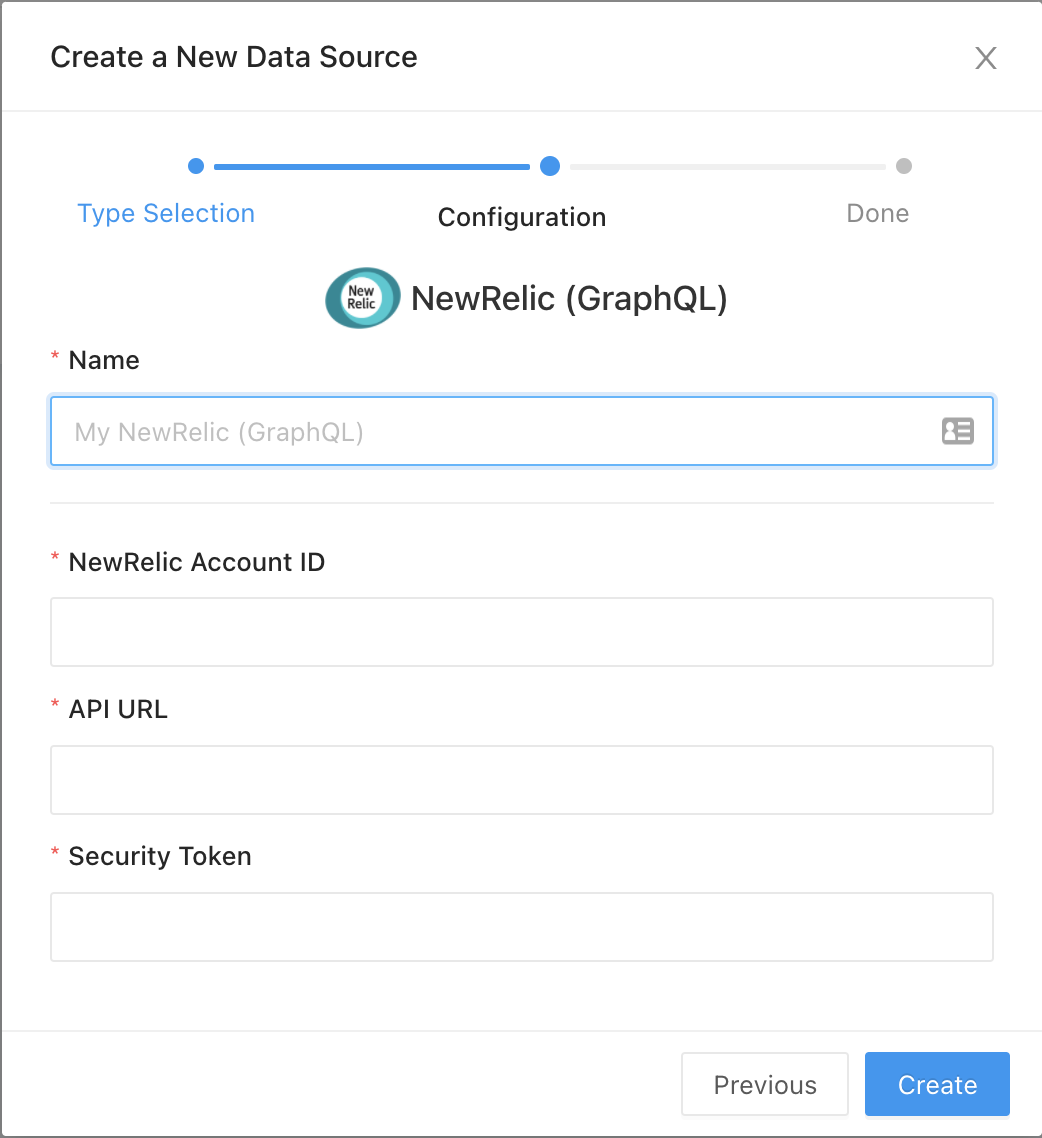 Create a New Data Source
Type Selection
Configuration
Done
New
Relic
NewRelic (GraphQL)
* Name
My NewRelic (GraphQL)
* NewRelic Account ID
* API URL
* Security Token
Previous
Create